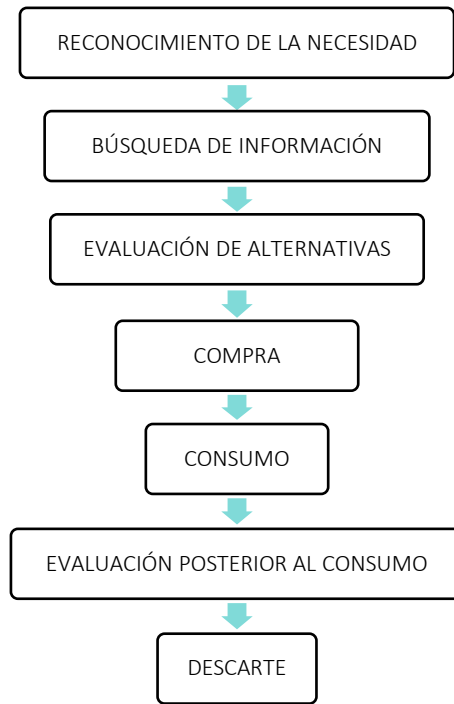 RECONOCIMIENTO DE LA NECESIDAD
BÚSQUEDA DE INFORMACIÓN
EVALUACIÓN DE ALTERNATIVAS
COMPRA
CONSUMO
EVALUACIÓN POSTERIOR AL CONSUMO
DESCARTE